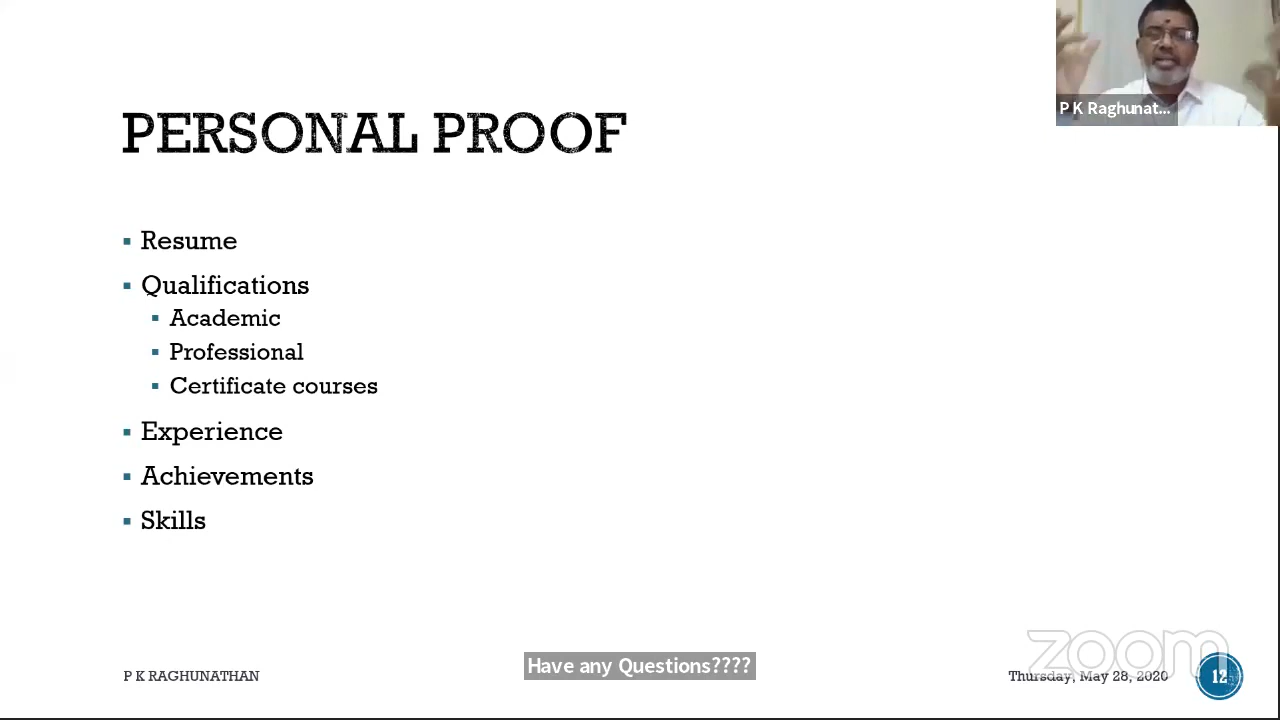 P K Raghunat...
PERSONAL PROOF
Resume
Qualifications
Academic
Professional
Certificate courses
Experience
Achievements
Skills
P K RAGHUNATHAN
Have any Questions????
zoom
Thursday, May 28, 2020
12